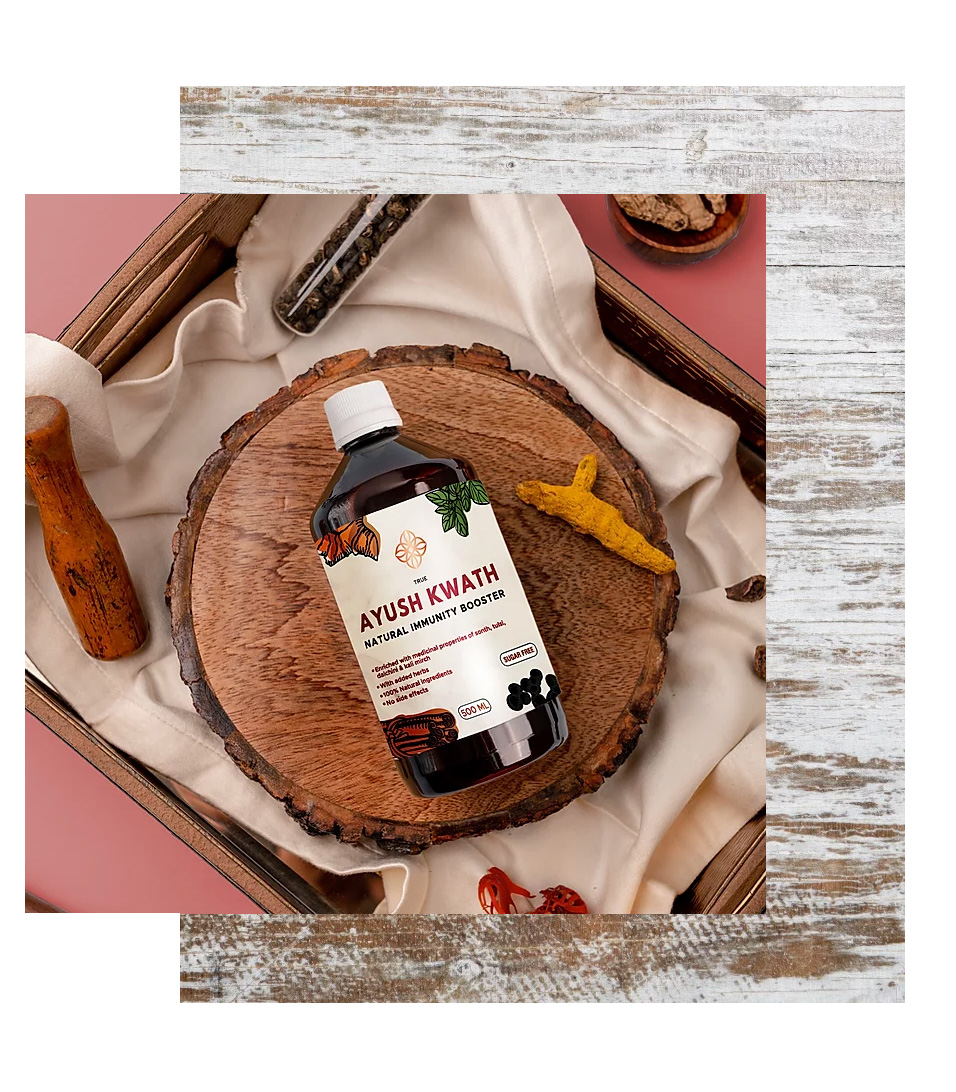 TRUE
AYUSH KWATH
NATURAL IMMUNITY BOOSTER
• Enriched with medicinal properties of sonth, tulsi,
dalchini & kali mirch
• With added herbs
• 100% Natural Ingredients
• No side effects
SUGAR FREE
500 ML